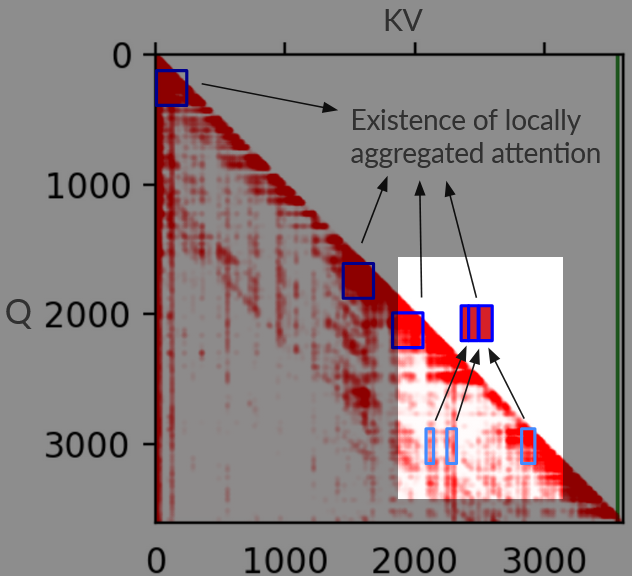 KV
0
Existence of locally
aggregated attention
1000
Q 2000
3000
0 1000 2000 3000